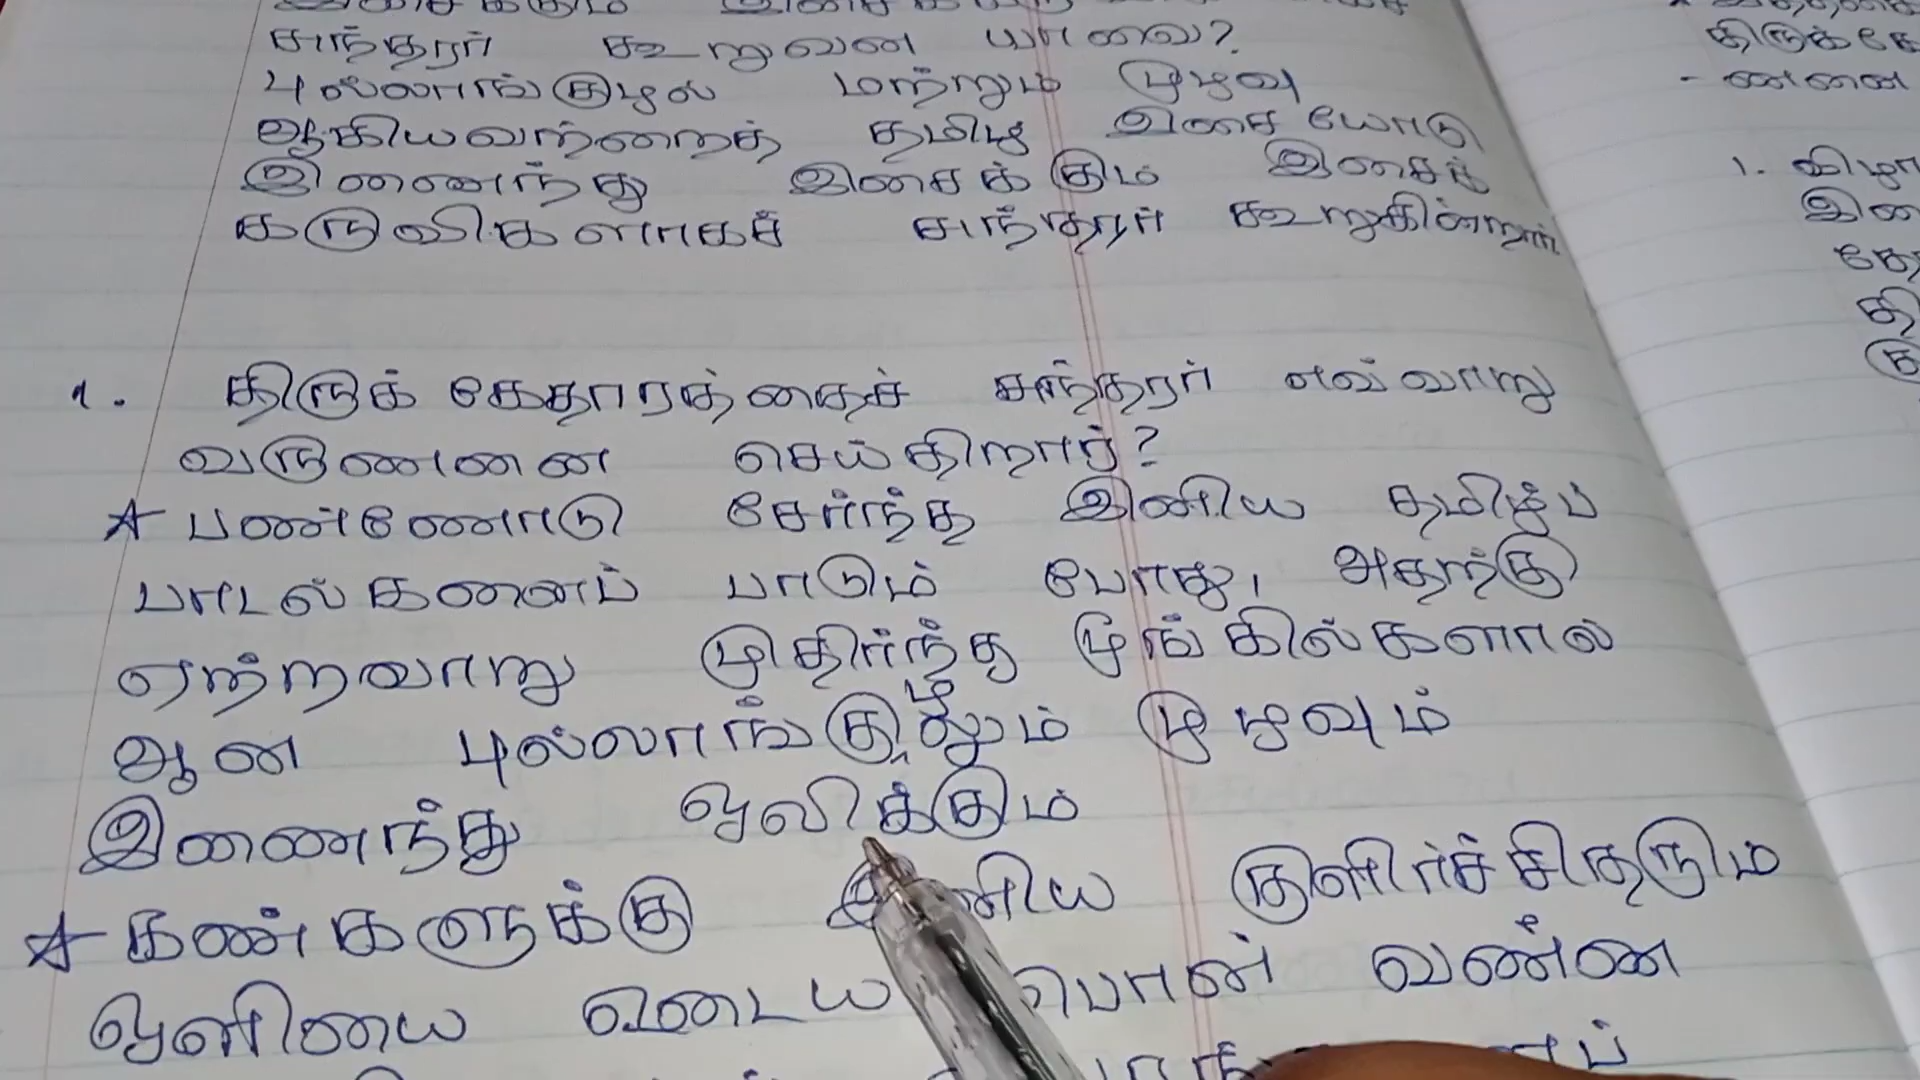 சுந்தரர் கூறுவன யாவை?
புல்லாங்குழல் மற்றும் முழவு
ஆகியவற்றைத் தமிழ் இசையோடு
இணைந்து இசைக்கும் இசைக்
கருவிகளாகச் சுந்தரர் கூறுகின்றார்
1. திருக்கேதாரத்தைச் சுந்தரர் எவ்வாறு
வருணனை செய்கிறார்?
☆ பண்ணோடு சேர்ந்த இனிய தமிழ்ப்
பாடல்களைப் பாடும் போது, அதற்கு
ஏற்றவாறு முதிர்ந்த மூங்கில்களால்
ஆன புல்லாங்குழலும் முழவும்
இணைந்து ஒலிக்கும்
☆ கண்களுக்கு இனிய குளிர்ச்சிதரும்
ஒளியை உடைய பொன் வண்ண